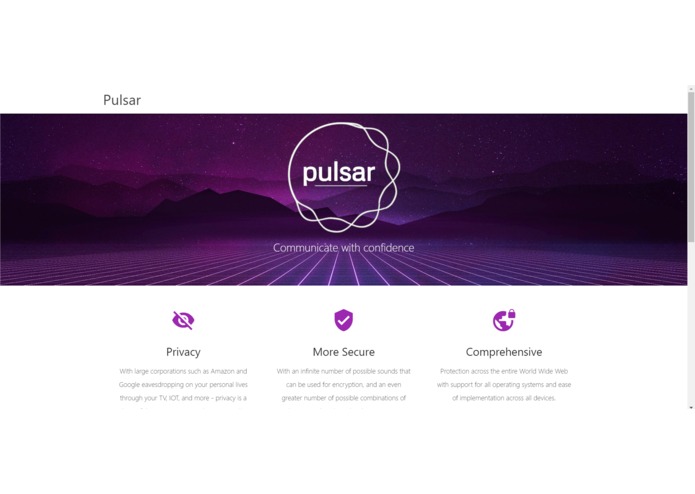 Pulsar
pulsar
Communicate with confidence
Privacy
With large corporations such as Amazon and
Google eavesdropping on your personal lives
through your TV, IOT, and more - privacy is a
More Secure
With an infinite number of possible sounds that
can be used for encryption, and an even
greater number of possible combinations of
Comprehensive
Protection across the entire World Wide Web
with support for all operating systems and ease
of implementation across all devices.